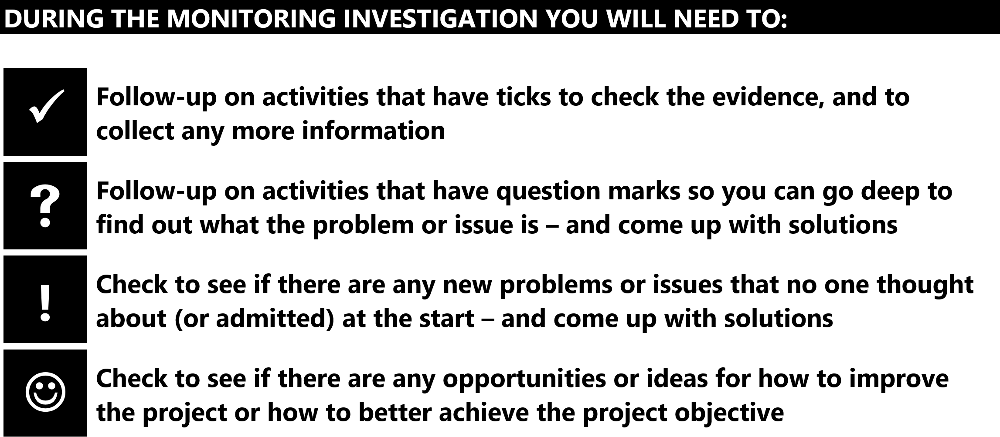 DURING THE MONITORING INVESTIGATION YOU WILL NEED TO:
Follow-up on activities that have ticks to check the evidence, and to
collect any more information
?
Follow-up on activities that have question marks so you can go deep to
find out what the problem or issue is – and come up with solutions
!
Check to see if there are any new problems or issues that no one thought
about (or admitted) at the start – and come up with solutions
Check to see if there are any opportunities or ideas for how to improve
the project or how to better achieve the project objective